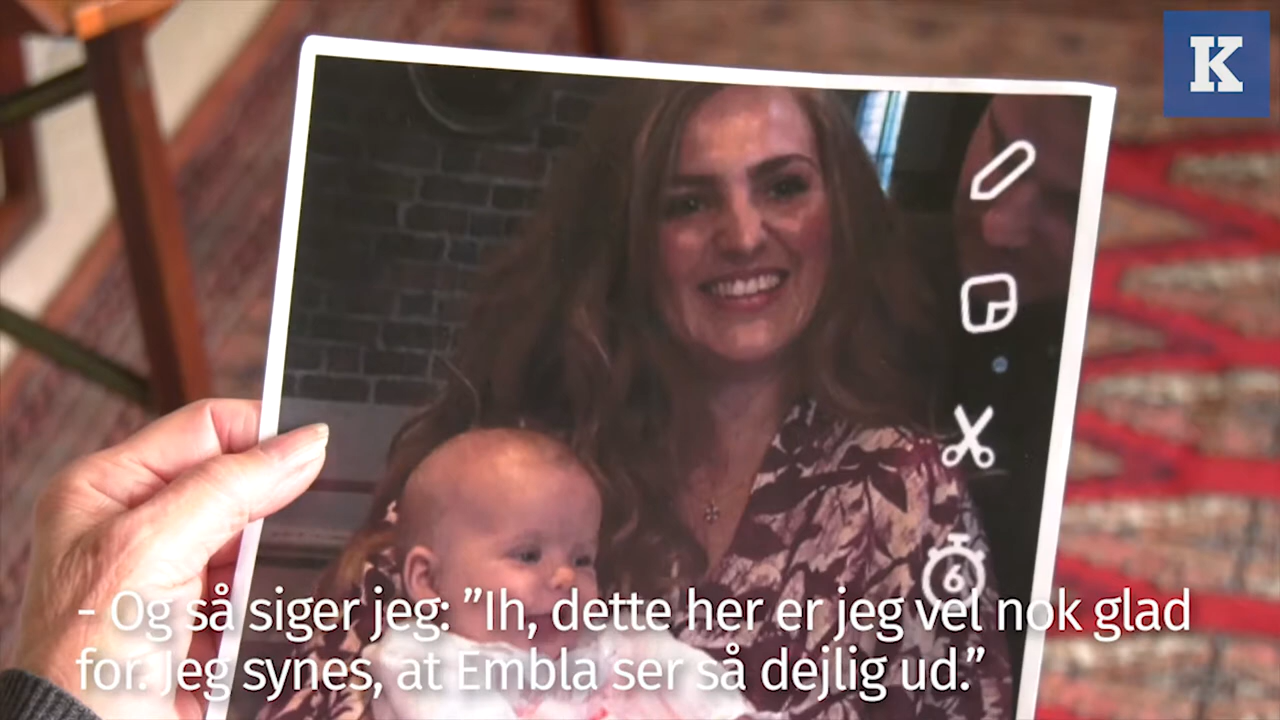 K
6
- Og så siger jeg: ”Ih, dette her er jeg vel nok glad
for. Jeg synes, at Embla ser så dejlig ud.”